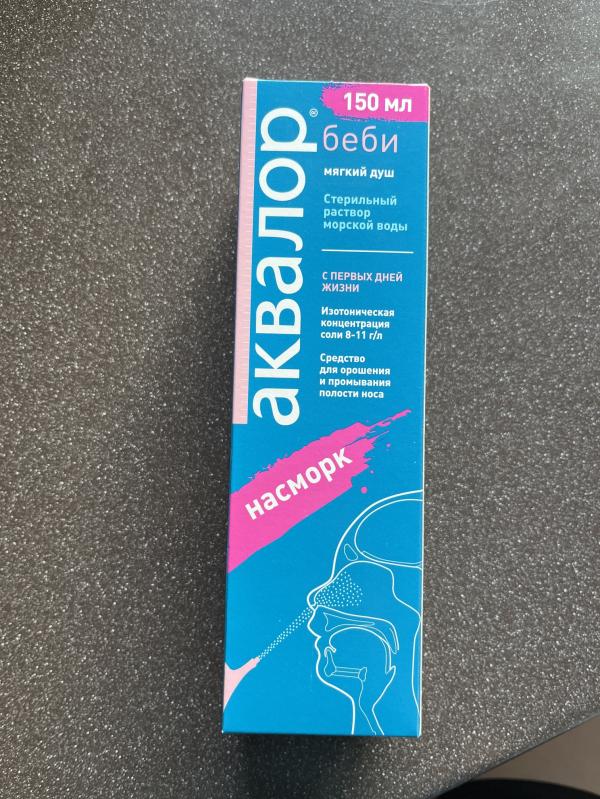 150 мл
аквалор®
беби
мягкий душ
Стерильный
раствор
морской воды
С ПЕРВЫХ ДНЕЙ
ЖИЗНИ
Изотоническая
концентрация
соли 8-11 г/л
Средство
для орошения
и промывания
полости носа
насморк